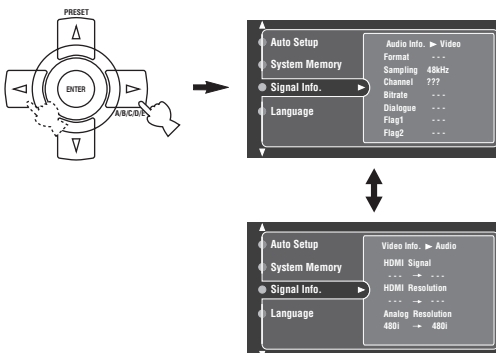 PRESET
ENTER
A/B/C/D/E
Auto Setup
System Memory
Signal Info.
Language
Audio Info. ► Video
Format - - -
Sampling 48kHz
Channel ???
Bitrate - - -
Dialogue - - -
Flag1 - - -
Flag2 - - -
Auto Setup
System Memory
Signal Info.
Language
Video Info. ► Audio
HDMI Signal
- - - → - - -
HDMI Resolution
- - - → - - -
Analog Resolution
480i → 480i